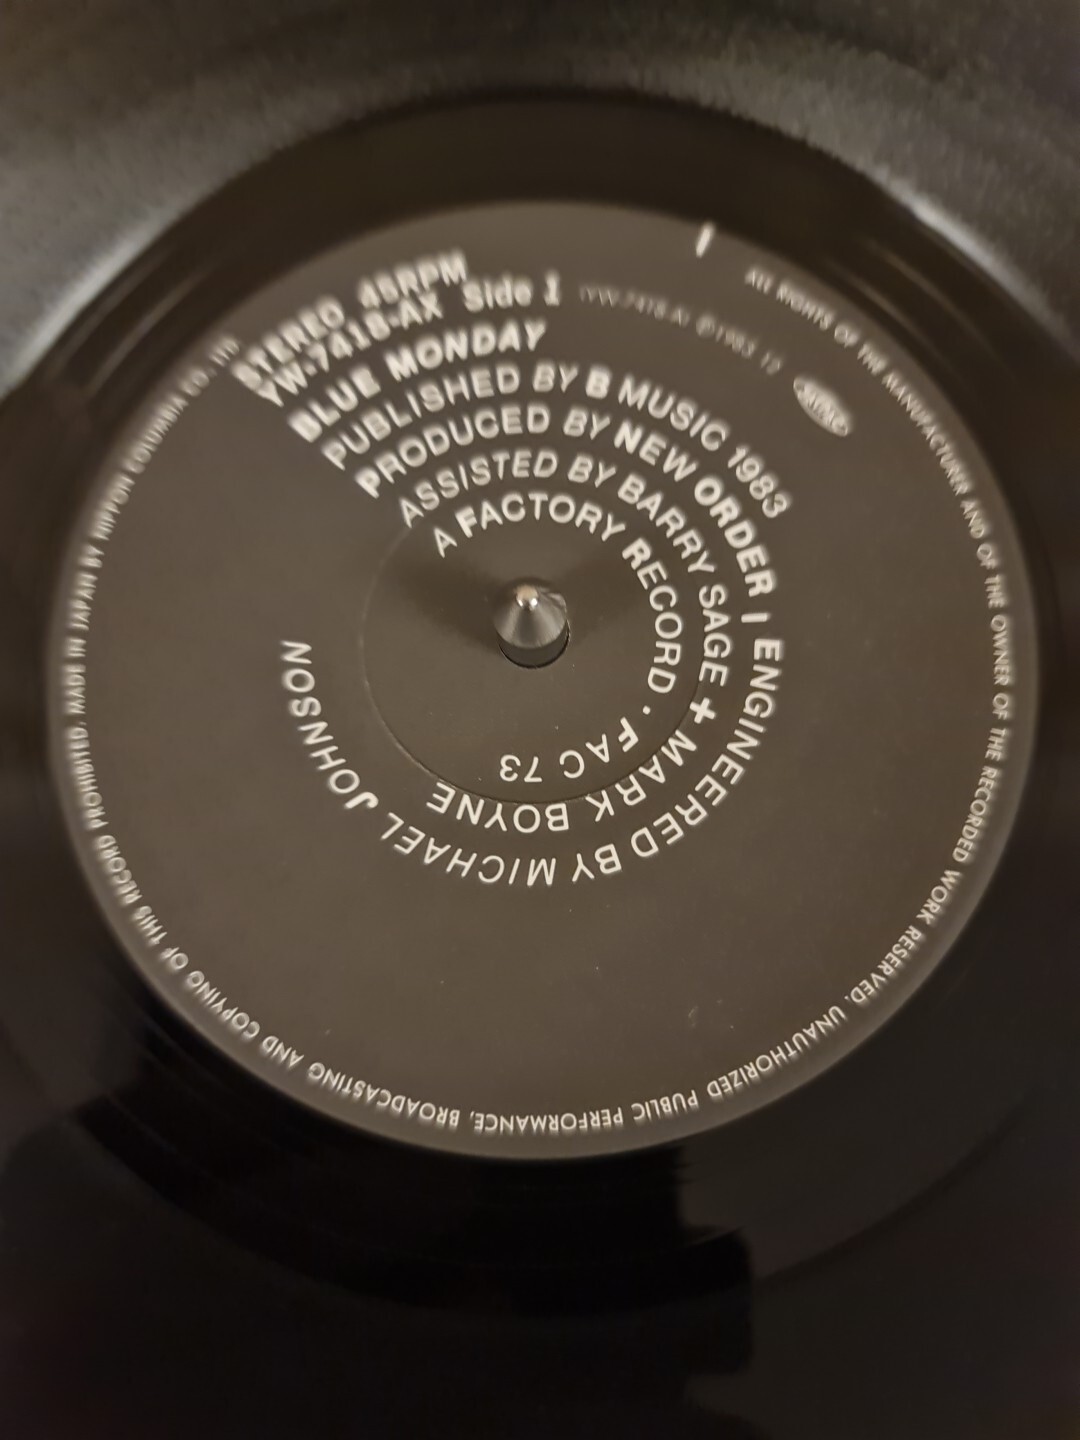 STEREO 45RPM
YW-7418-AX Side 1
BLUE MONDAY
PUBLISHED BY B MUSIC 1983
PRODUCED BY NEW ORDER / ENGINEERED BY MICHAEL JOHNSON
ASSISTED BY BARRY SAGE + MARK BOYNE
A FACTORY RECORD · FAC 73
ALL RIGHTS OF THE MANUFACTURER AND OF THE OWNER OF THE RECORDED WORK RESERVED. UNAUTHORIZED PUBLIC PERFORMANCE, BROADCASTING AND COPYING OF THIS RECORD PROHIBITED. MADE IN JAPAN BY NIPPON COLUMBIA CO., LTD.